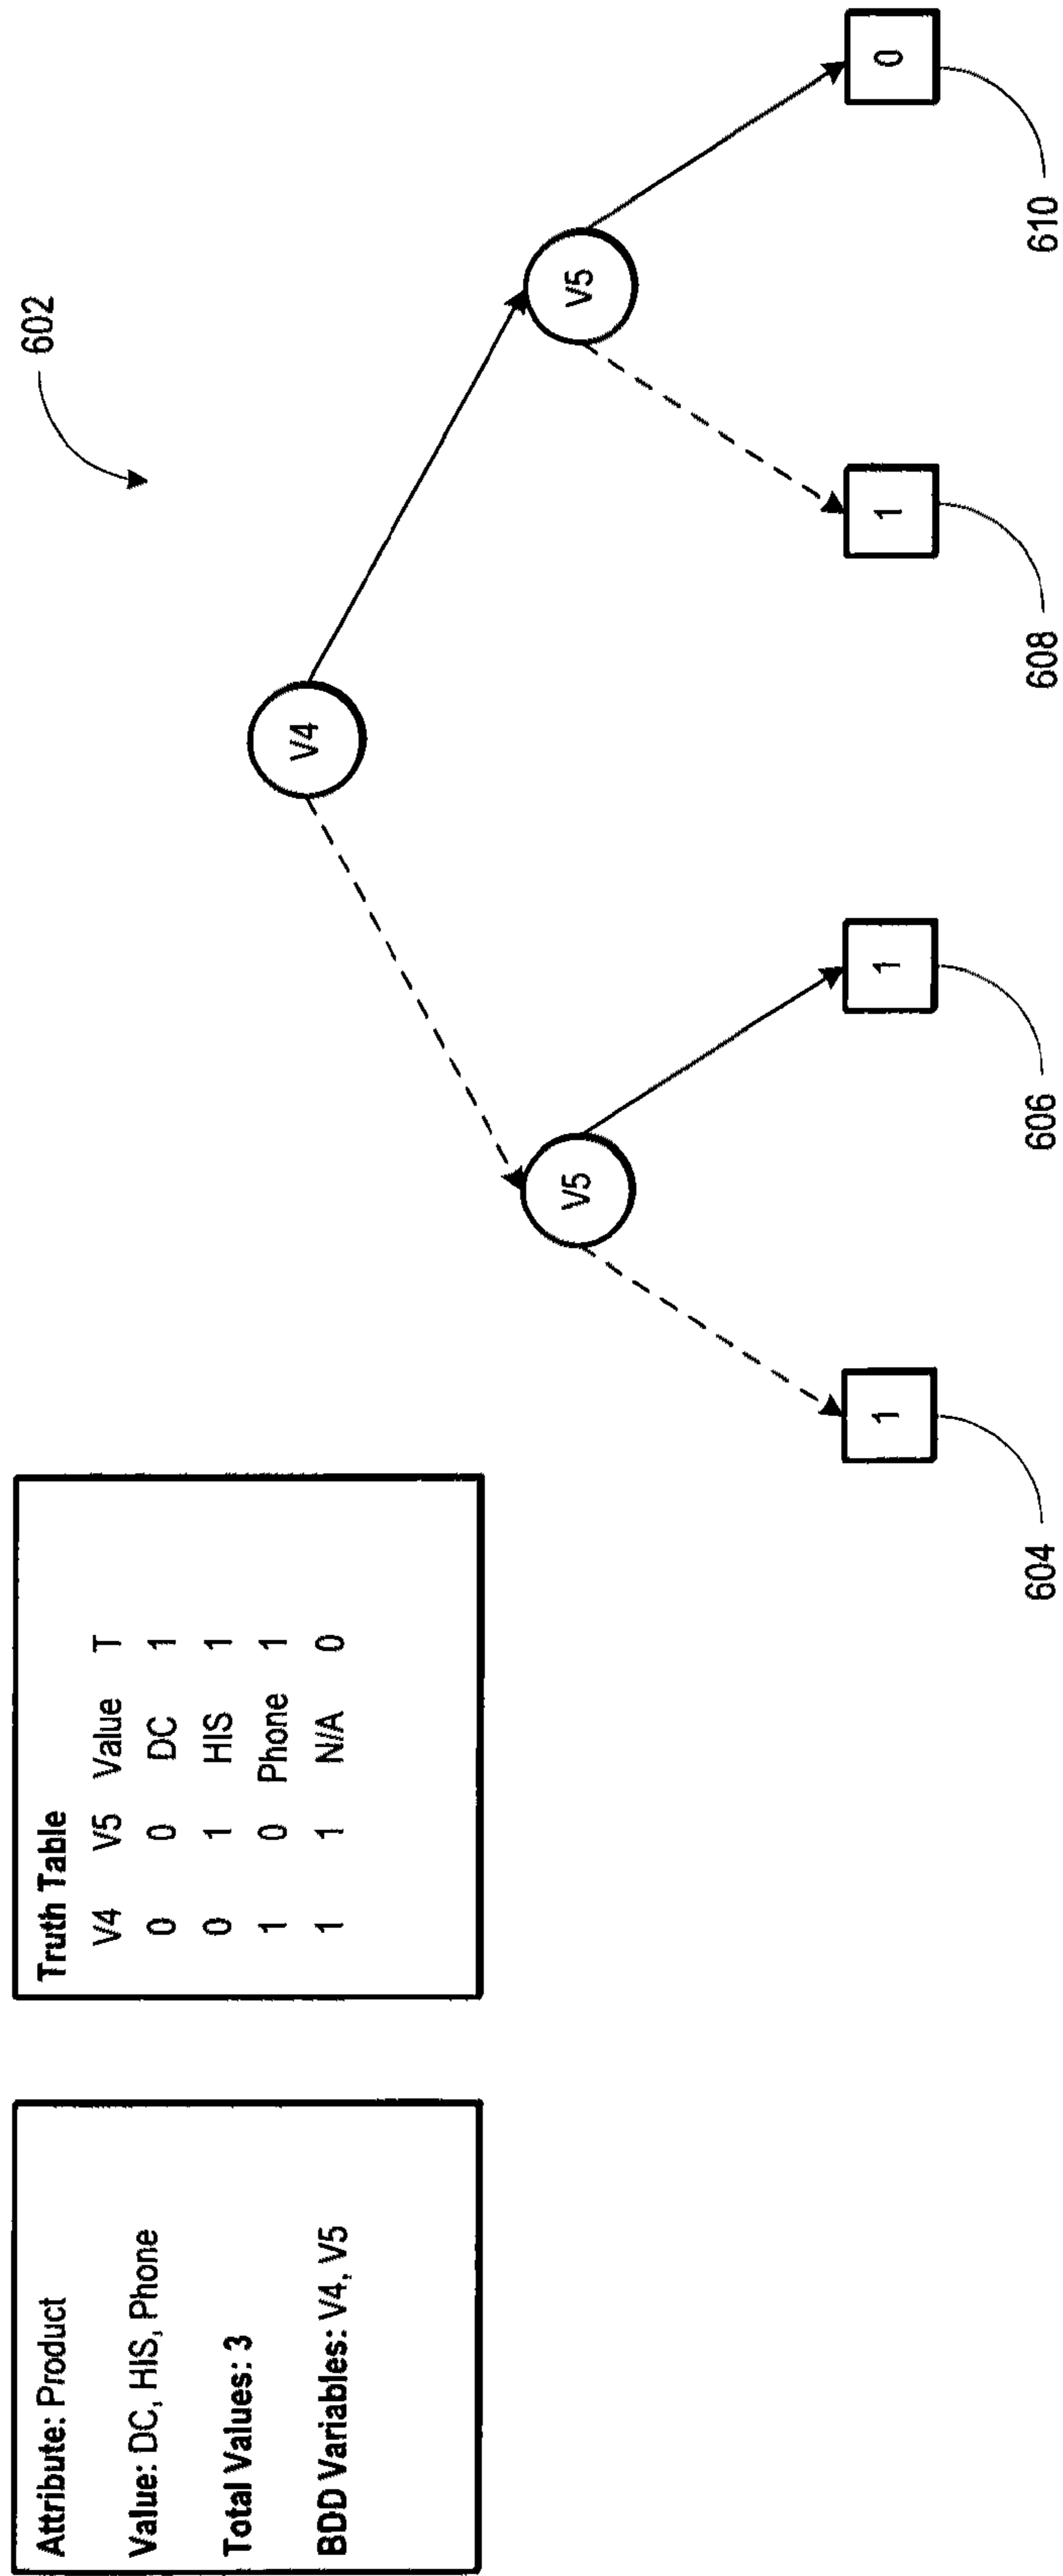 Attribute: Product
Value: DC, HIS, Phone
Total Values: 3
BDD Variables: V4, V5
Truth Table
V4 V5 Value T
0 0 DC 1
0 1 HIS 1
1 0 Phone 1
1 1 N/A 0
602
V4
V5
V5
1
1
1
0
604
606
608
610